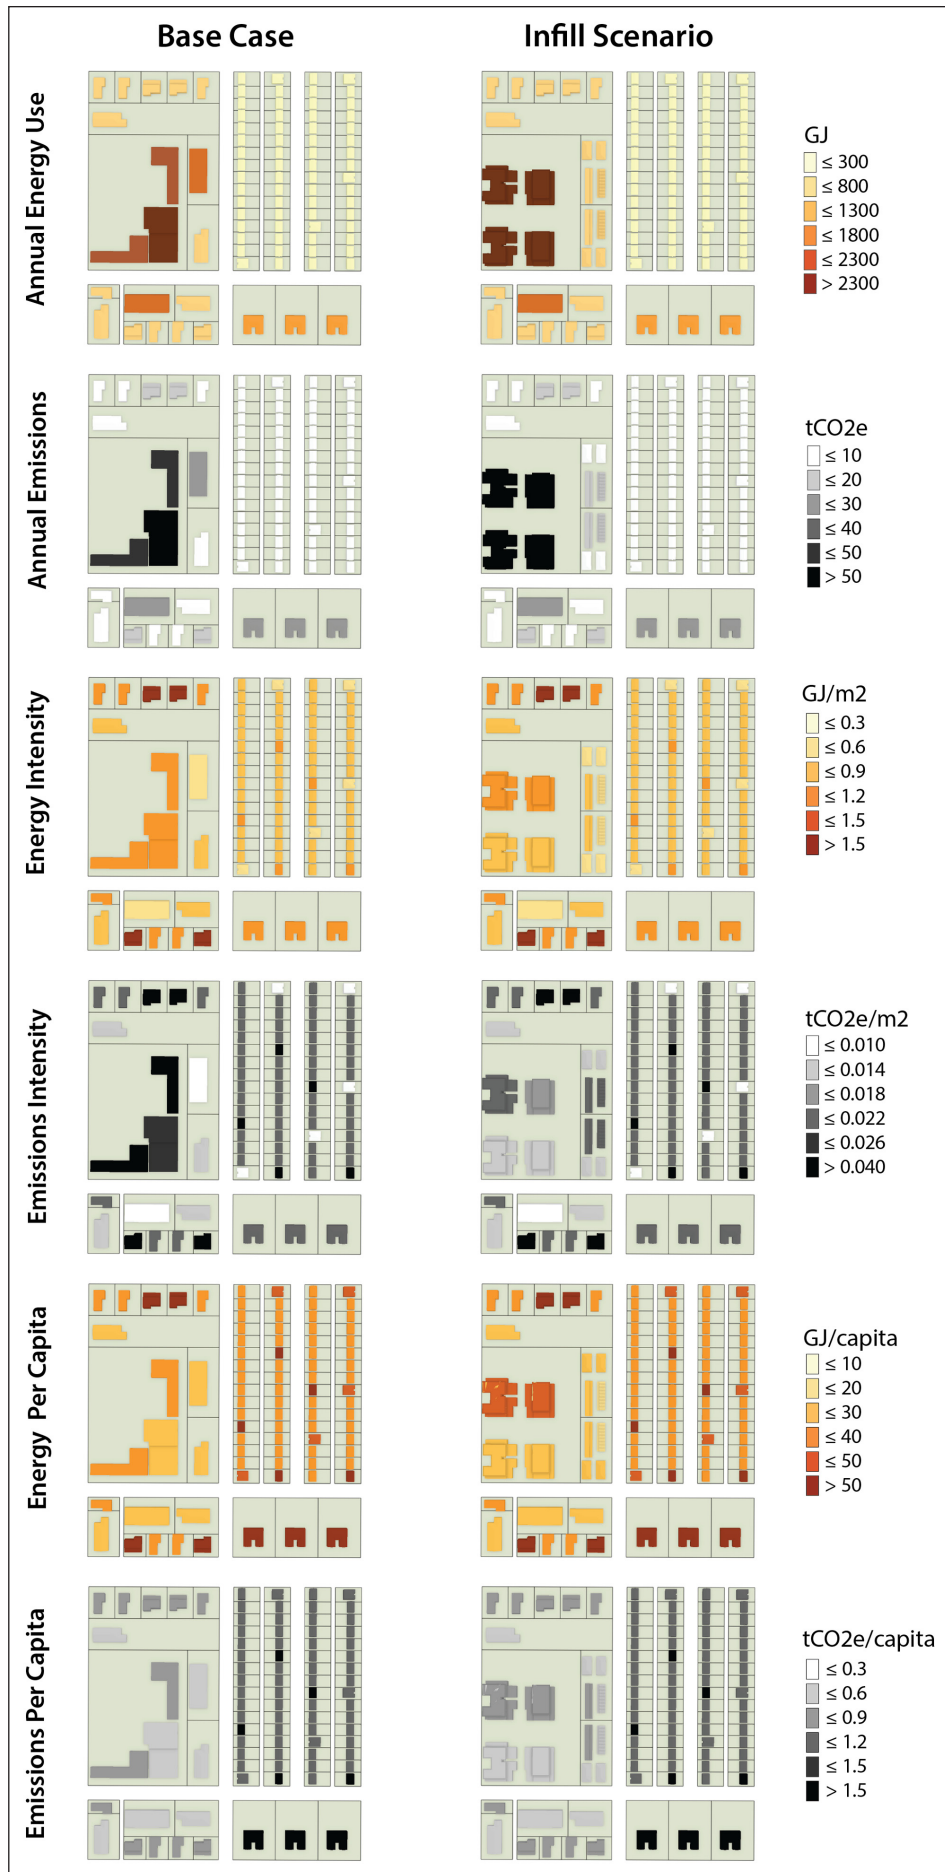 Base Case
Infill Scenario
Annual Energy Use
GJ
≤ 300
≤ 800
≤ 1300
≤ 1800
≤ 2300
> 2300
Annual Emissions
tCO2e
≤ 10
≤ 20
≤ 30
≤ 40
≤ 50
> 50
Energy Intensity
GJ/m2
≤ 0.3
≤ 0.6
≤ 0.9
≤ 1.2
≤ 1.5
> 1.5
Emissions Intensity
tCO2e/m2
≤ 0.010
≤ 0.014
≤ 0.018
≤ 0.022
≤ 0.026
> 0.040
Energy Per Capita
GJ/capita
≤ 10
≤ 20
≤ 30
≤ 40
≤ 50
> 50
Emissions Per Capita
tCO2e/capita
≤ 0.3
≤ 0.6
≤ 0.9
≤ 1.2
≤ 1.5
> 1.5